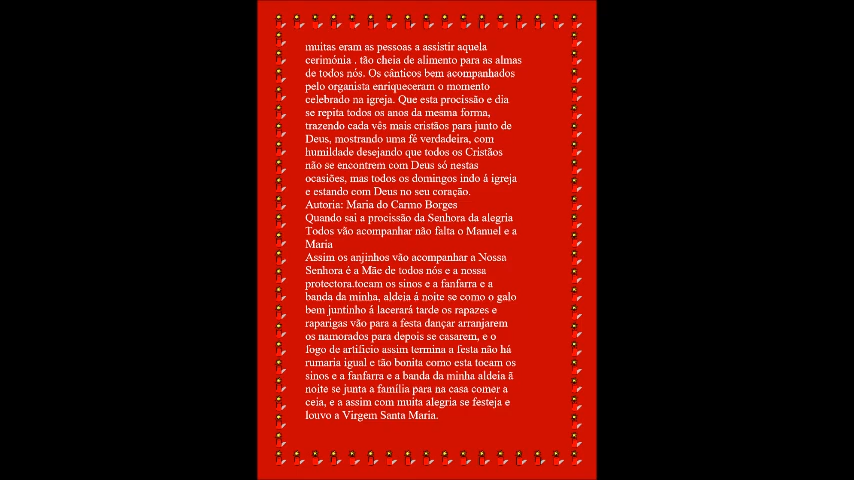 muitas eram as pessoas a assistir aquela
cerimónia . tão cheia de alimento para as almas
de todos nós. Os cânticos bem acompanhados
pelo organista enriqueceram o momento
celebrado na igreja. Que esta procissão e dia
se repita todos os anos da mesma forma,
trazendo cada vês mais cristãos para junto de
Deus, mostrando uma fé verdadeira, com
humildade desejando que todos os Cristãos
não se encontrem com Deus só nestas
ocasiões, mas todos os domingos indo á igreja
e estando com Deus no seu coração.
Autoria: Maria do Carmo Borges
Quando sai a procissão da Senhora da alegria
Todos vão acompanhar não falta o Manuel e a
Maria
Assim os anjinhos vão acompanhar a Nossa
Senhora é a Mãe de todos nós e a nossa
protectora.tocam os sinos e a fanfarra e a
banda da minha, aldeia á noite se como o galo
bem juntinho á lacerará tarde os rapazes e
raparigas vão para a festa dançar arranjarem
os namorados para depois se casarem, e o
fogo de artificio assim termina a festa não há
rumaria igual e tão bonita como esta tocam os
sinos e a fanfarra e a banda da minha aldeia ã
noite se junta a família para na casa comer a
ceia, e a assim com muita alegria se festeja e
louvo a Virgem Santa Maria.